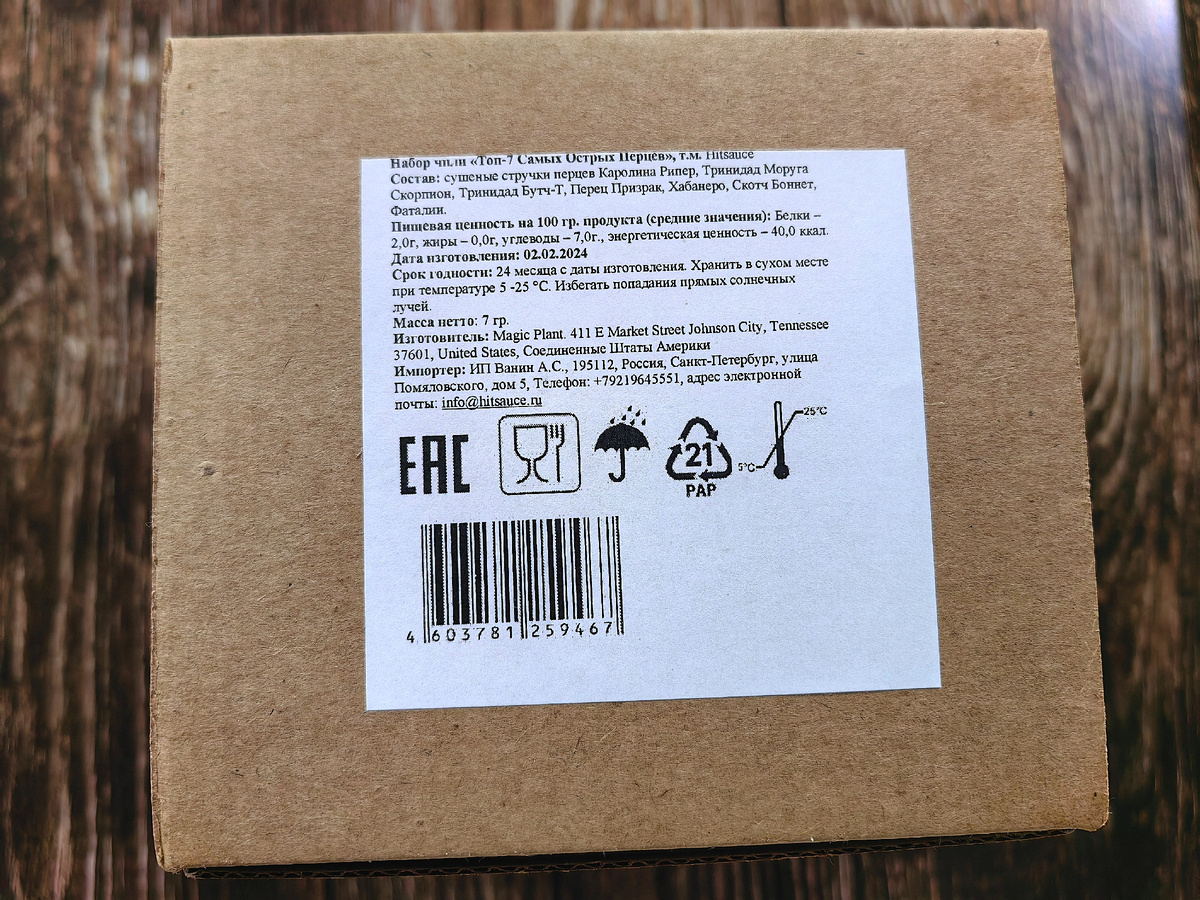 Набор чили «Топ-7 Самых Острых Перцев», т.м. Hitsauce
Состав: сушеные стручки перцев Каролина Рипер, Тринидад Моруга
Скорпион, Тринидад Бутч-Т, Перец Призрак, Хабанеро, Скотч Боннет,
Фаталии.
Пищевая ценность на 100 гр. продукта (средние значения): Белки –
2,0г, жиры – 0,0г, углеводы – 7,0г., энергетическая ценность – 40,0 ккал.
Дата изготовления: 02.02.2024
Срок годности: 24 месяца с даты изготовления. Хранить в сухом месте
при температуре 5 -25 °С. Избегать попадания прямых солнечных
лучей.
Масса нетто: 7 гр.
Изготовитель: Magic Plant. 411 E Market Street Johnson City, Tennessee
37601, United States, Соединенные Штаты Америки
Импортер: ИП Ванин А.С., 195112, Россия, Санкт-Петербург, улица
Помяловского, дом 5, Телефон: +79219645551, адрес электронной
почты: info@hitsauce.ru
EAC
21
PAP
5°C
25°C
4 603781 259467